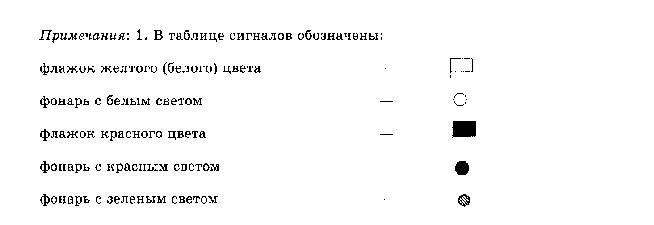 Примечания: 1. В таблице сигналов обозначены:
флажок желтого (белого) цвета
фонарь с белым светом —
флажок красного цвета —
фонарь с красным светом
фонарь с зеленым светом